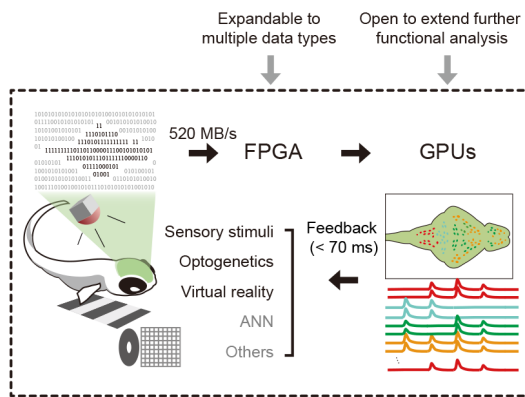 Expandable to
multiple data types
Open to extend further
functional analysis
520 MB/s
FPGA
GPUs
Sensory stimuli
Optogenetics
Virtual reality
ANN
Others
Feedback
(< 70 ms)